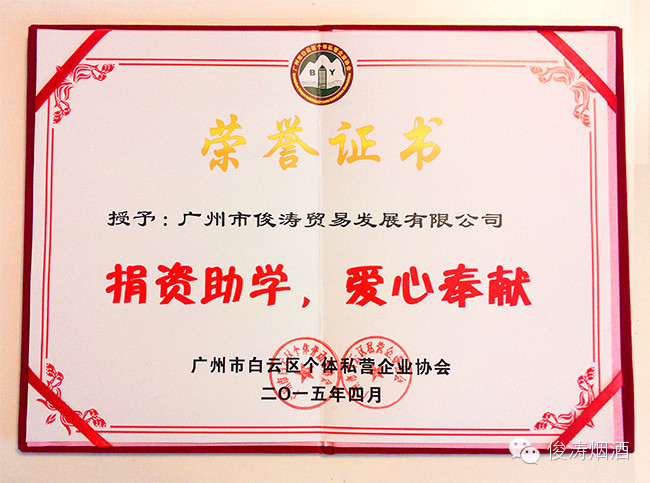 B Y
荣誉证书
授予：广州市俊涛贸易发展有限公司
捐资助学，爱心奉献
广州市白云区个体私营企业协会
二〇一五年四月
俊涛烟酒